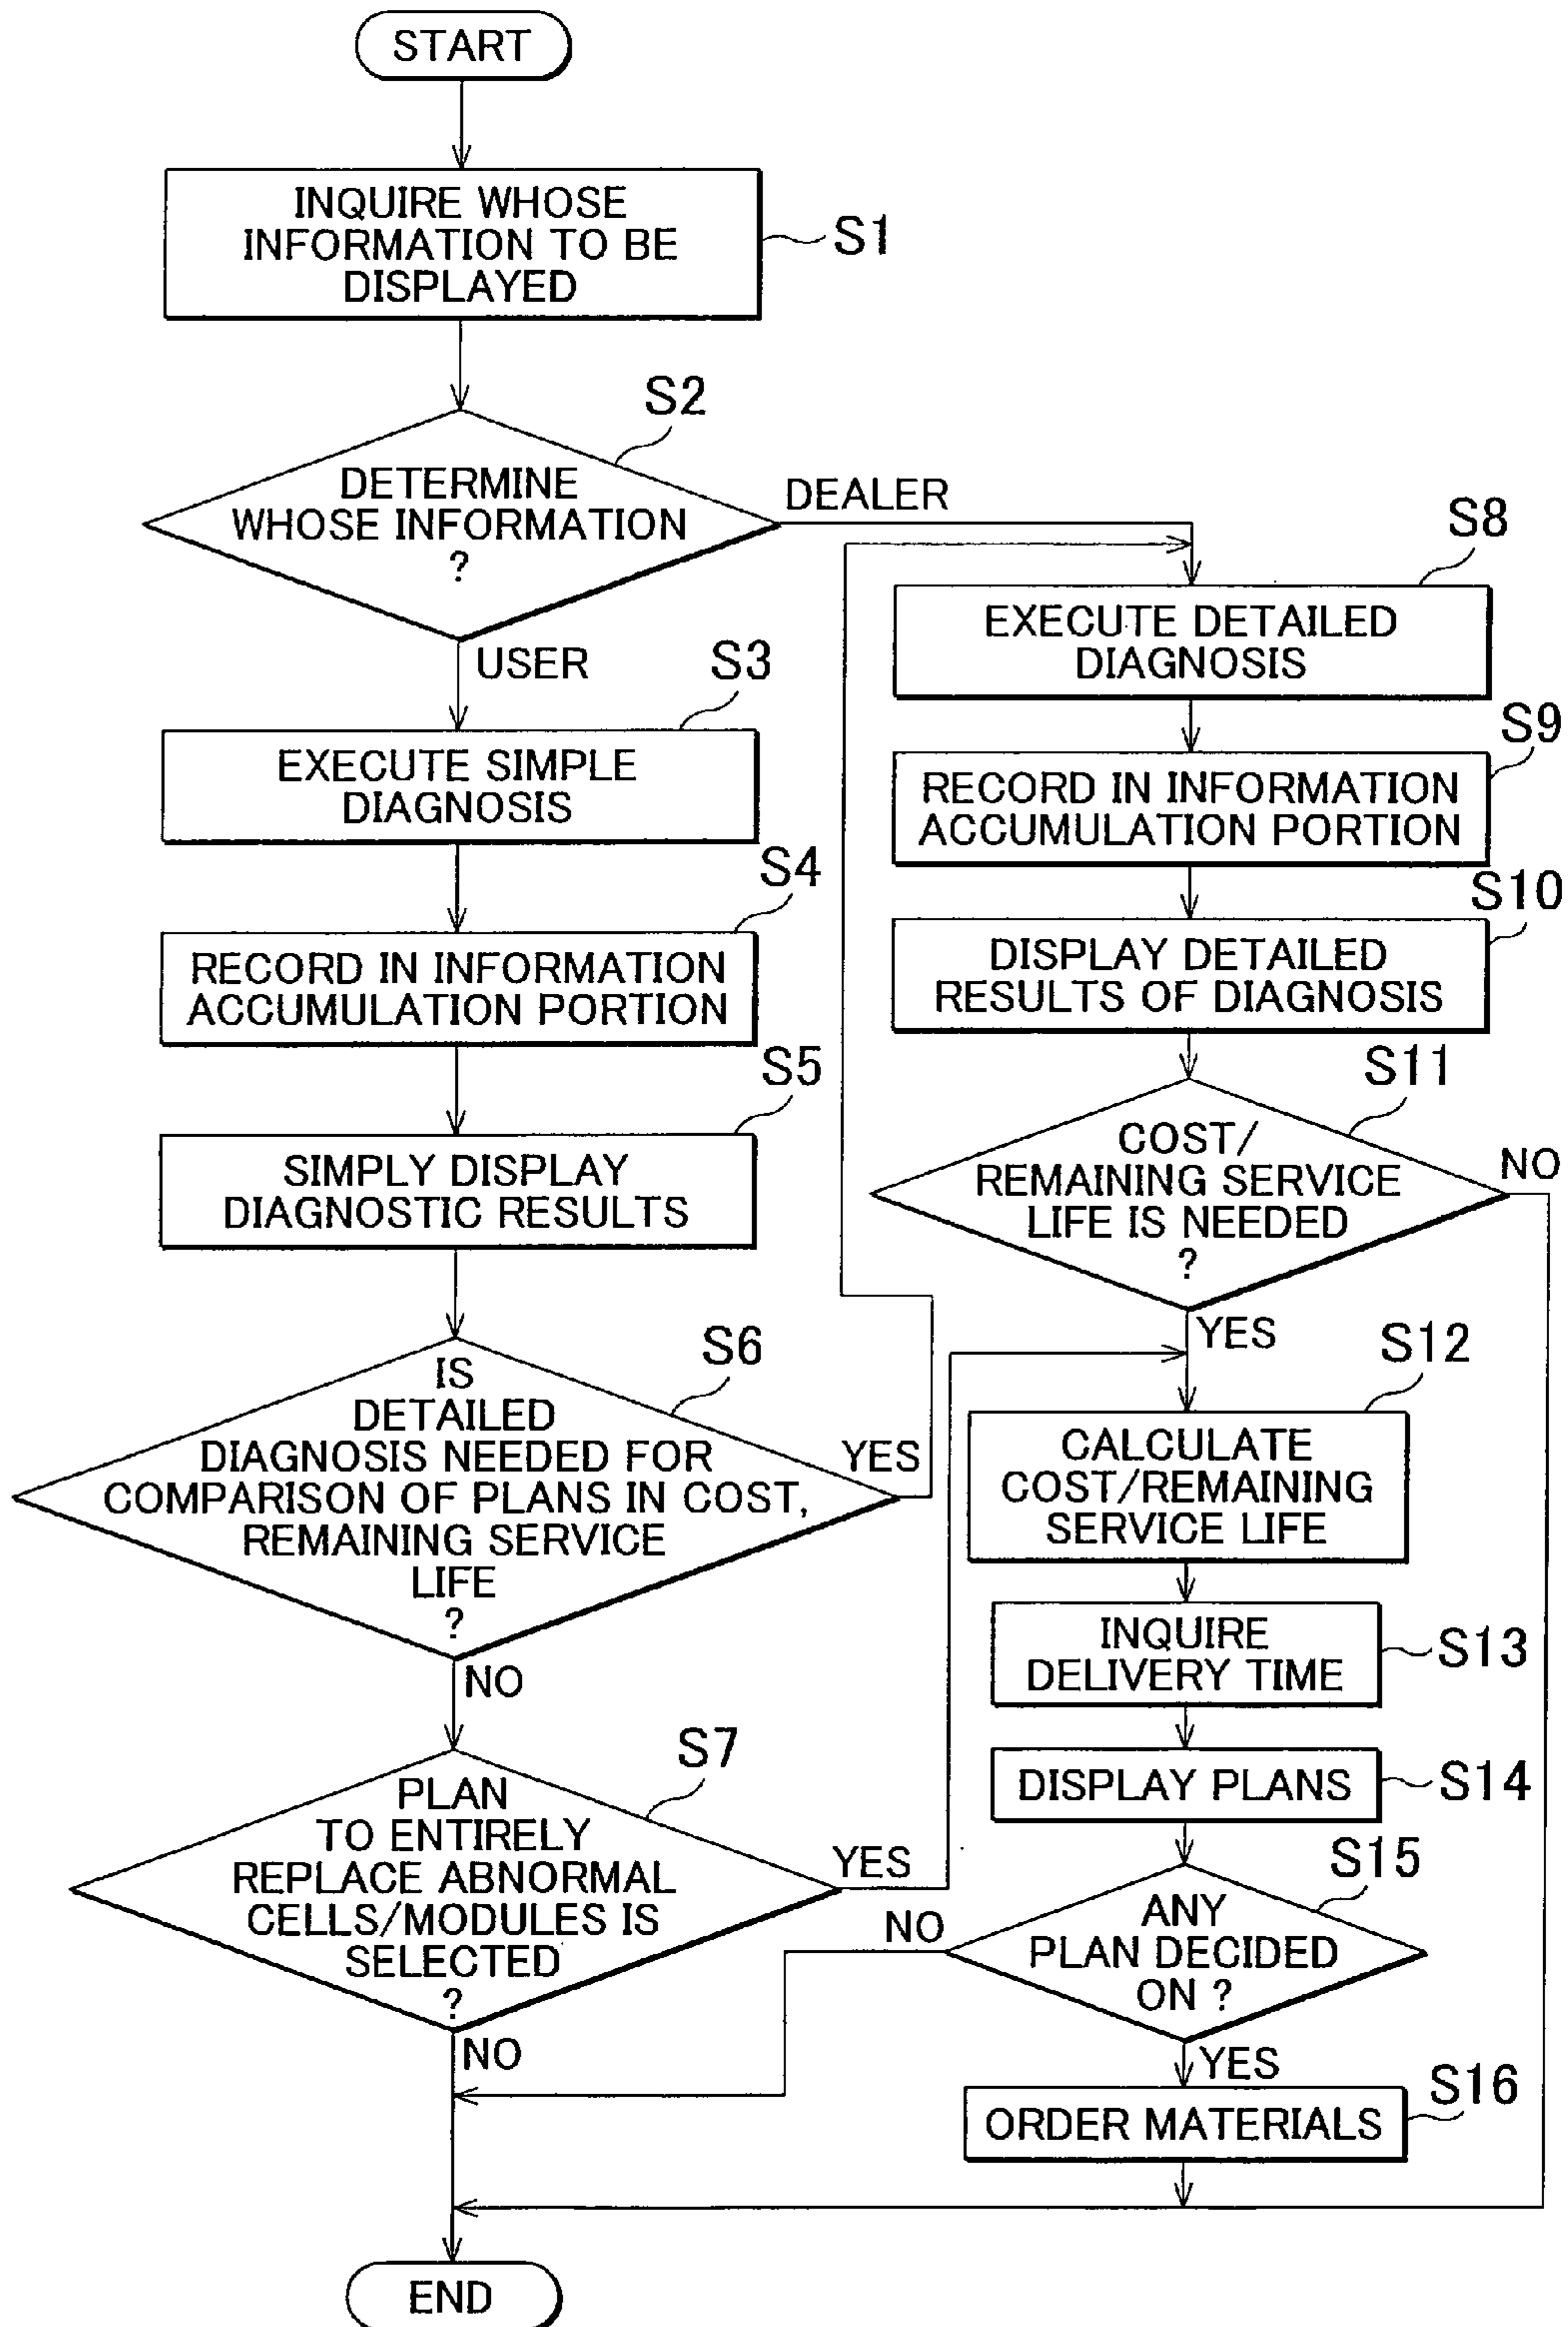 START
INQUIRE WHOSE
INFORMATION TO BE
DISPLAYED
S1
S2
DETERMINE
WHOSE INFORMATION
?
DEALER
USER
S3
EXECUTE SIMPLE
DIAGNOSIS
S4
RECORD IN INFORMATION
ACCUMULATION PORTION
S5
SIMPLY DISPLAY
DIAGNOSTIC RESULTS
S6
IS
DETAILED
DIAGNOSIS NEEDED FOR
COMPARISON OF PLANS IN COST,
REMAINING SERVICE
LIFE
?
YES
NO
S7
PLAN
TO ENTIRELY
REPLACE ABNORMAL
CELLS/MODULES IS
SELECTED
?
YES
NO
S8
EXECUTE DETAILED
DIAGNOSIS
S9
RECORD IN INFORMATION
ACCUMULATION PORTION
S10
DISPLAY DETAILED
RESULTS OF DIAGNOSIS
S11
COST/
REMAINING SERVICE
LIFE IS NEEDED
?
NO
YES
S12
CALCULATE
COST/REMAINING
SERVICE LIFE
INQUIRE
DELIVERY TIME
S13
DISPLAY PLANS
S14
S15
ANY
PLAN DECIDED
ON ?
NO
YES
S16
ORDER MATERIALS
END